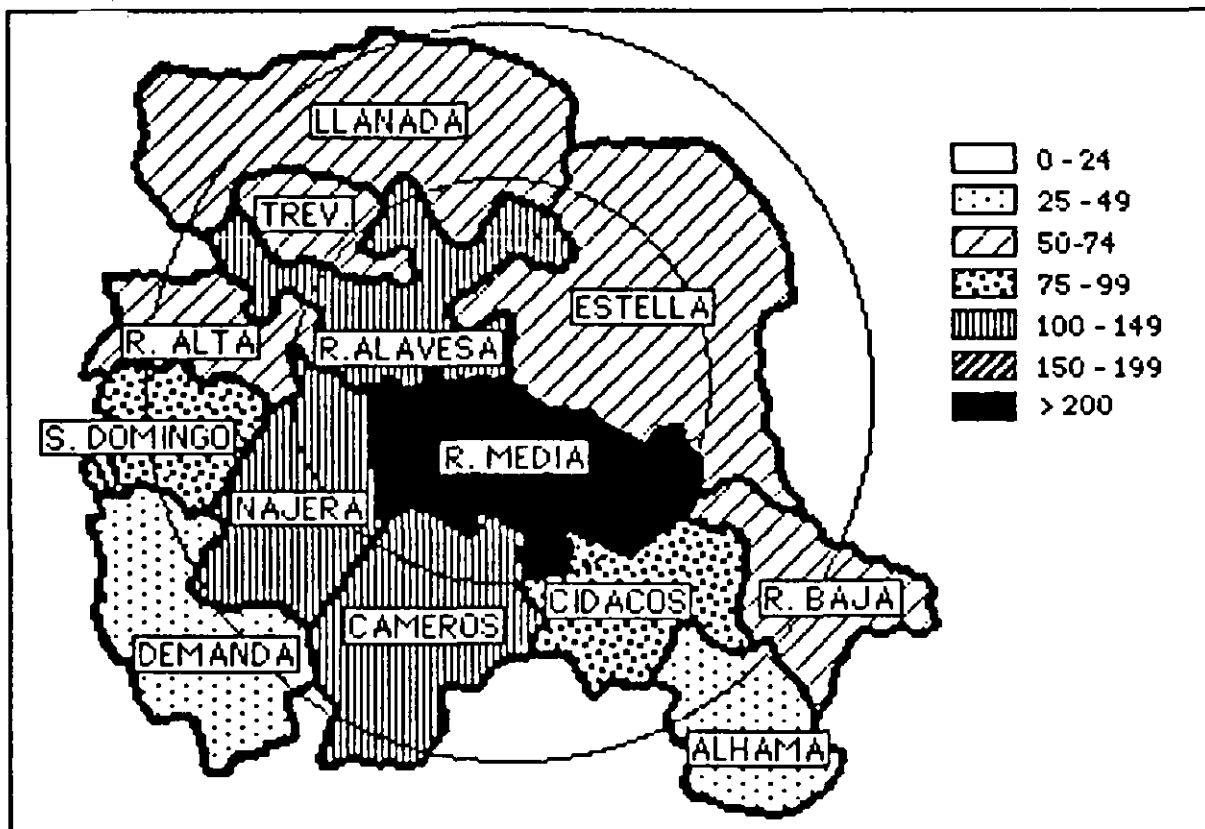 LLANADA
TREV.
ESTELLA
R. ALTA
R. ALAVESA
S. DOMINGO
R. MEDIA
NAJERA
CIDACOS
R. BAJA
CAMEROS
DEMANDA
ALHAMA
0 - 24
25 - 49
50 - 74
75 - 99
100 - 149
150 - 199
> 200